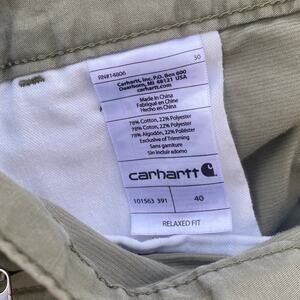 RN#14806 30
Carhartt, Inc. P.O. Box 600
Dearborn, MI 48121 USA
carhartt.com
Made in China
Fabriqué en China
Hecho en China
78% Cotton, 22% Polyester
78% Coton, 22% Polyester
78% Algodón, 22% Poliéster
Exclusive of Trimming
Sans garniture
Sin incluir adorno
carhartt
101563 391 40
RELAXED FIT